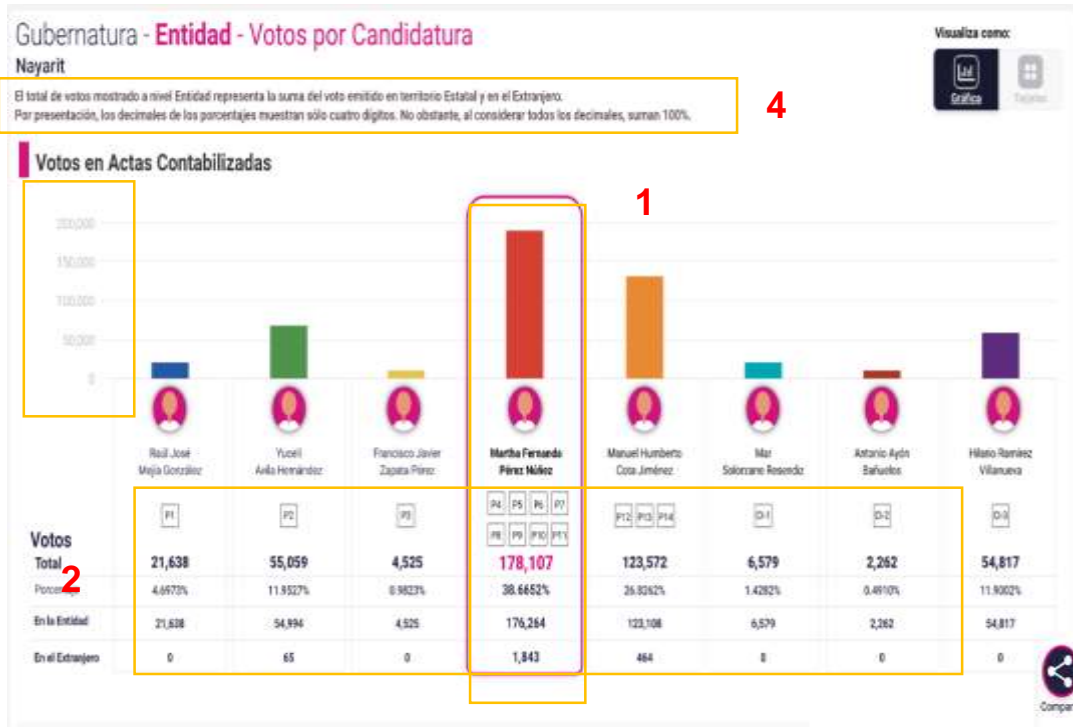 Gubernatura - Entidad - Votos por Candidatura
Visualiza como:
Nayarit
Gráfica Tarjetas
El total de votos mostrado a nivel Entidad representa la suma del voto emitido en territorio Estatal y en el Extranjero.
Por presentación, los decimales de los porcentajes muestran sólo cuatro dígitos. No obstante, al considerar todos los decimales, suman 100%.
4
Votos en Actas Contabilizadas
1
200,000
150,000
100,000
50,000
0
Raúl José Yucell Francisco Javier Martha Fernanda Manuel Humberto Mar Antonio Ayón Hilario Ramírez
Mejía González Avila Hernández Zapata Pérez Pérez Núñez Cota Jiménez Solorzano Resendiz Bañuelos Villanueva
P1 P2 P3 P4 P5 P6 P7 P12 P13 P14 CI-1 CI-2 CI-3
P8 P9 P10 P11
Votos
Total 21,638 55,059 4,525 178,107 123,572 6,579 2,262 54,817
2
4.6973% 11.9527% 0.9823% 38.6652% 26.8262% 1.4282% 0.4910% 11.9002%
En la Entidad 21,638 54,994 4,525 176,264 123,108 6,579 2,262 54,817
En el Extranjero 0 65 0 1,843 464 0 0 0